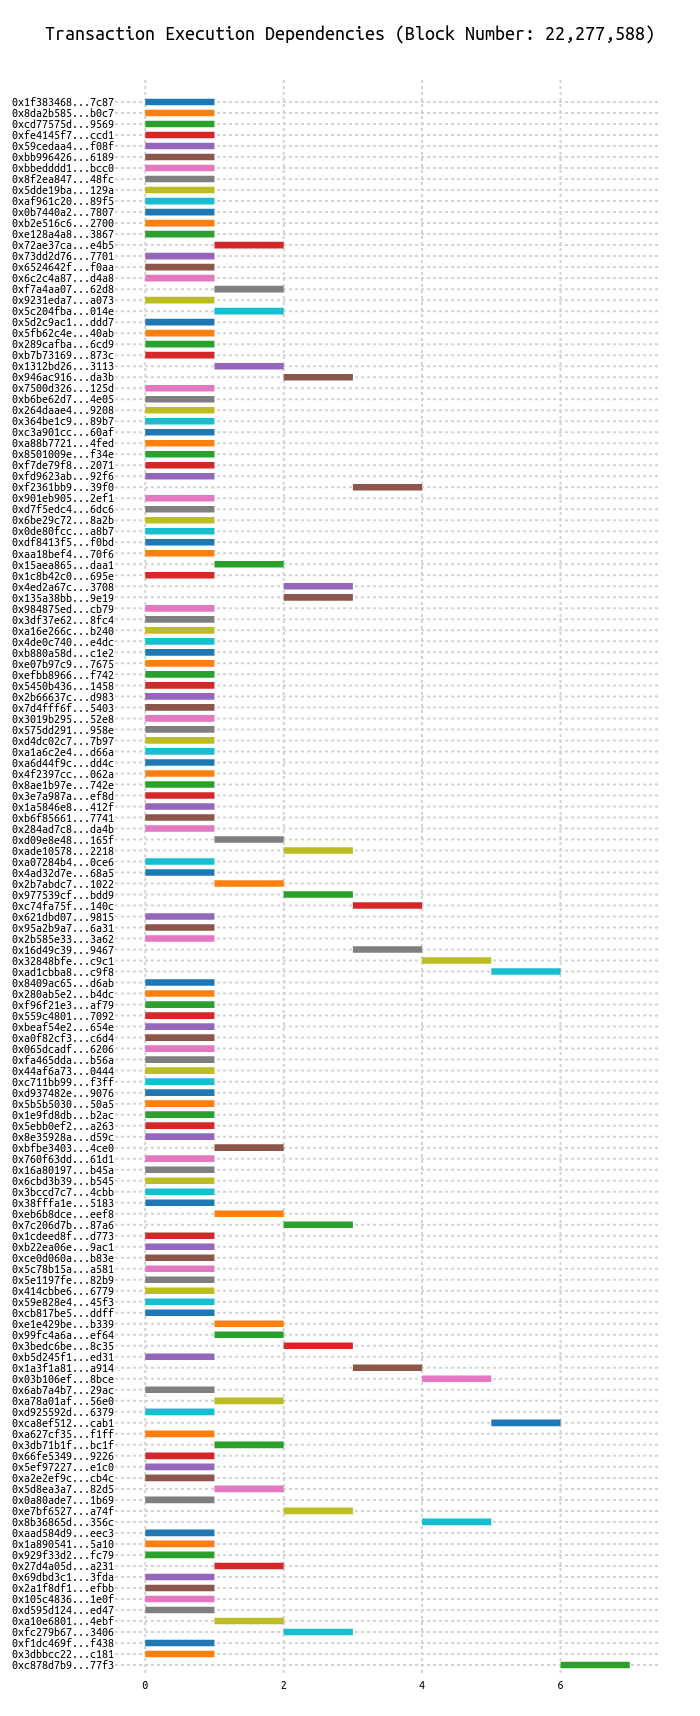 Transaction Execution Dependencies (Block Number: 22,277,588)
0x1f383468...7c87
0x8da2b585...b0c7
0xcd77575d...9569
0xfe4145f7...ccd1
0x59cedaa4...f08f
0xbb996426...6189
0xbbedddd1...bcc0
0x8f2ea847...48fc
0x5dde19ba...129a
0xaf961c20...89f5
0x0b7440a2...7807
0xb2e516c6...2700
0xe128a4a8...3867
0x72ae37ca...e4b5
0x73dd2d76...7701
0x6524642f...f0aa
0x6c2c4a87...d4a8
0xf7a4aa07...62d8
0x9231eda7...a073
0x5c204fba...014e
0x5d2c9ac1...ddd7
0x5fb62c4e...40ab
0x289cafba...6cd9
0xb7b73169...873c
0x1312bd26...3113
0x946ac916...da3b
0x7500d326...125d
0xb6be62d7...4e05
0x264daae4...9208
0x364be1c9...89b7
0xc3a901cc...60af
0xa88b7721...4fed
0x8501009e...f34e
0xf7de79f8...2071
0xfd9623ab...92f6
0xf2361bb9...39f0
0x901eb905...2ef1
0xd7f5edc4...6dc6
0x6be29c72...8a2b
0x0de80fcc...a8b7
0xdf8413f5...f0bd
0xaa18bef4...70f6
0x15aea865...daa1
0x1c8b42c0...695e
0x4ed2a67c...3708
0x135a38bb...9e19
0x984875ed...cb79
0x3df37e62...8fc4
0xa16e266c...b240
0x4de0c740...e4dc
0xb880a58d...c1e2
0xe07b97c9...7675
0xefbb8966...f742
0x5450b436...1458
0x2b66637c...d983
0x7d4fff6f...5403
0x3019b295...52e8
0x575dd291...958e
0xd4dc02c7...7b97
0xa1a6c2e4...d66a
0xa6d44f9c...dd4c
0x4f2397cc...062a
0x8ae1b97e...742e
0x3e7a987a...ef8d
0x1a5846e8...412f
0xb6f85661...7741
0x284ad7c8...da4b
0xd09e8e48...165f
0xade10578...2218
0xa07284b4...0ce6
0x4ad32d7e...68a5
0x2b7abdc7...1022
0x977539cf...bdd9
0xc74fa75f...140c
0x621dbd07...9815
0x95a2b9a7...6a31
0x2b585e33...3a62
0x16d49c39...9467
0x32848bfe...c9c1
0xad1cbba8...c9f8
0x8409ac65...d6ab
0x280ab5e2...b4dc
0xf96f21e3...af79
0x559c4801...7092
0xbeaf54e2...654e
0xa0f82cf3...c6d4
0x065dcadf...6206
0xfa465dda...b56a
0x44af6a73...0444
0xc711bb99...f3ff
0xd937482e...9076
0x5b5b5030...50a5
0x1e9fd8db...b2ac
0x5ebb0ef2...a263
0x8e35928a...d59c
0xbfbe3403...4ce0
0x760f63dd...61d1
0x16a80197...b45a
0x6cbd3b39...b545
0x3bccd7c7...4cbb
0x38fffa1e...5183
0xeb6b8dce...eef8
0x7c206d7b...87a6
0x1cdeed8f...d773
0xb22ea06e...9ac1
0xce0d060a...b83e
0x5c78b15a...a581
0x5e1197fe...82b9
0x414cbbe6...6779
0x59e828e4...45f3
0xcb817be5...ddff
0xe1e429be...b339
0x99fc4a6a...ef64
0x3bedc6be...8c35
0xb5d245f1...ed31
0x1a3f1a81...a914
0x03b106ef...8bce
0x6ab7a4b7...29ac
0xa78a01af...56e0
0xd925592d...6379
0xca8ef512...cab1
0xa627cf35...f1ff
0x3db71b1f...bc1f
0x66fe5349...9226
0x5ef97227...e1c0
0xa2e2ef9c...cb4c
0x5d8ea3a7...82d5
0x0a80ade7...1b69
0xe7bf6527...a74f
0x8b36865d...356c
0xaad584d9...eec3
0x1a890541...5a10
0x929f33d2...fc79
0x27d4a05d...a231
0x69dbd3c1...3fda
0x2a1f8df1...efbb
0x105c4836...1e0f
0xd595d124...ed47
0xa10e6801...4ebf
0xfc279b67...3406
0xf1dc469f...f438
0x3dbbcc22...c181
0xc878d7b9...77f3
0 2 4 6